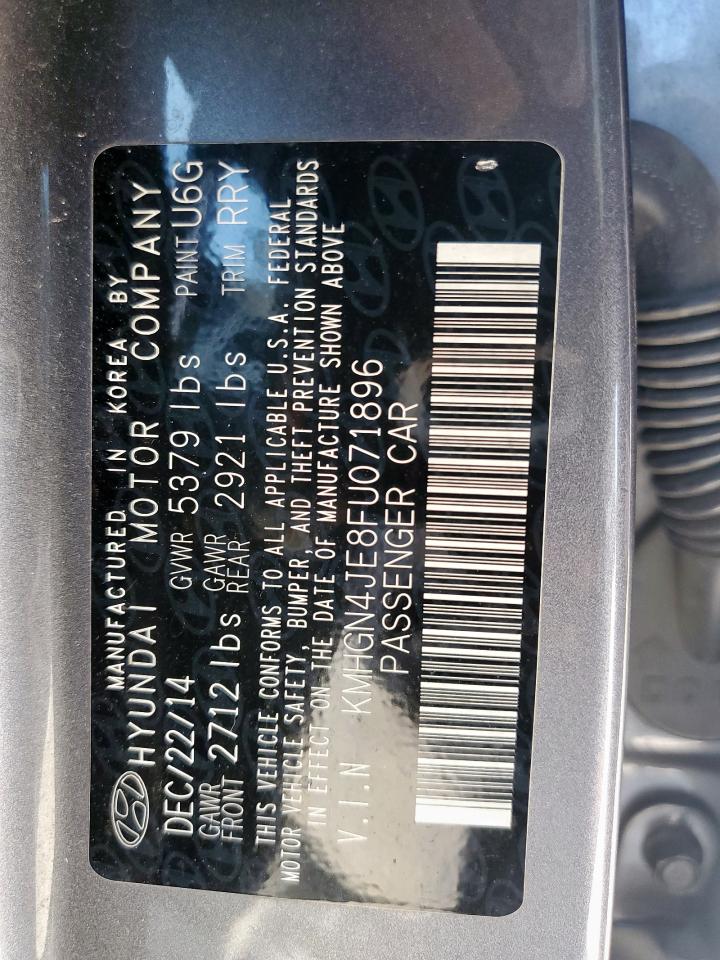 MANUFACTURED IN KOREA BY
HYUNDAI MOTOR COMPANY
DEC/22/14 GVWR 5379 lbs PAINT U6G
GAWR FRONT 2712 lbs GAWR REAR 2921 lbs TRIM RRY
THIS VEHICLE CONFORMS TO ALL APPLICABLE U.S.A. FEDERAL
MOTOR VEHICLE SAFETY, BUMPER, AND THEFT PREVENTION STANDARDS
IN EFFECT ON THE DATE OF MANUFACTURE SHOWN ABOVE
V.I.N KMHGN4JE8FU071896
PASSENGER CAR